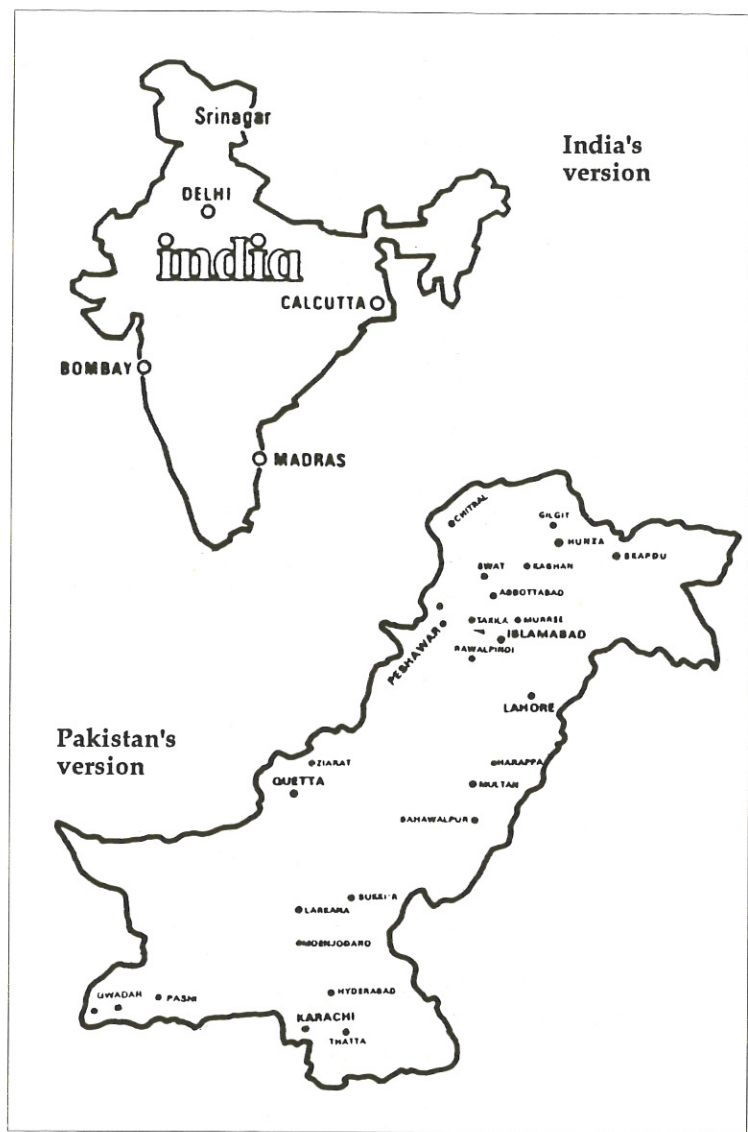 Srinagar
India's
version
DELHI
india
CALCUTTA
BOMBAY
MADRAS
CHITRAL
GILGIT
HUNZA
SKAPDU
SWAT
KAGHAN
ABBOTTABAD
TAXILA
MURREE
ISLAMABAD
PESHAWAR
RAWALPINDI
LAHORE
Pakistan's
version
ZIARAT
QUETTA
HARAPPA
MULTAN
BAHAWALPUR
LARKANA
MOENJODARO
GWADAR
PASNI
HYDERABAD
KARACHI
THATTA